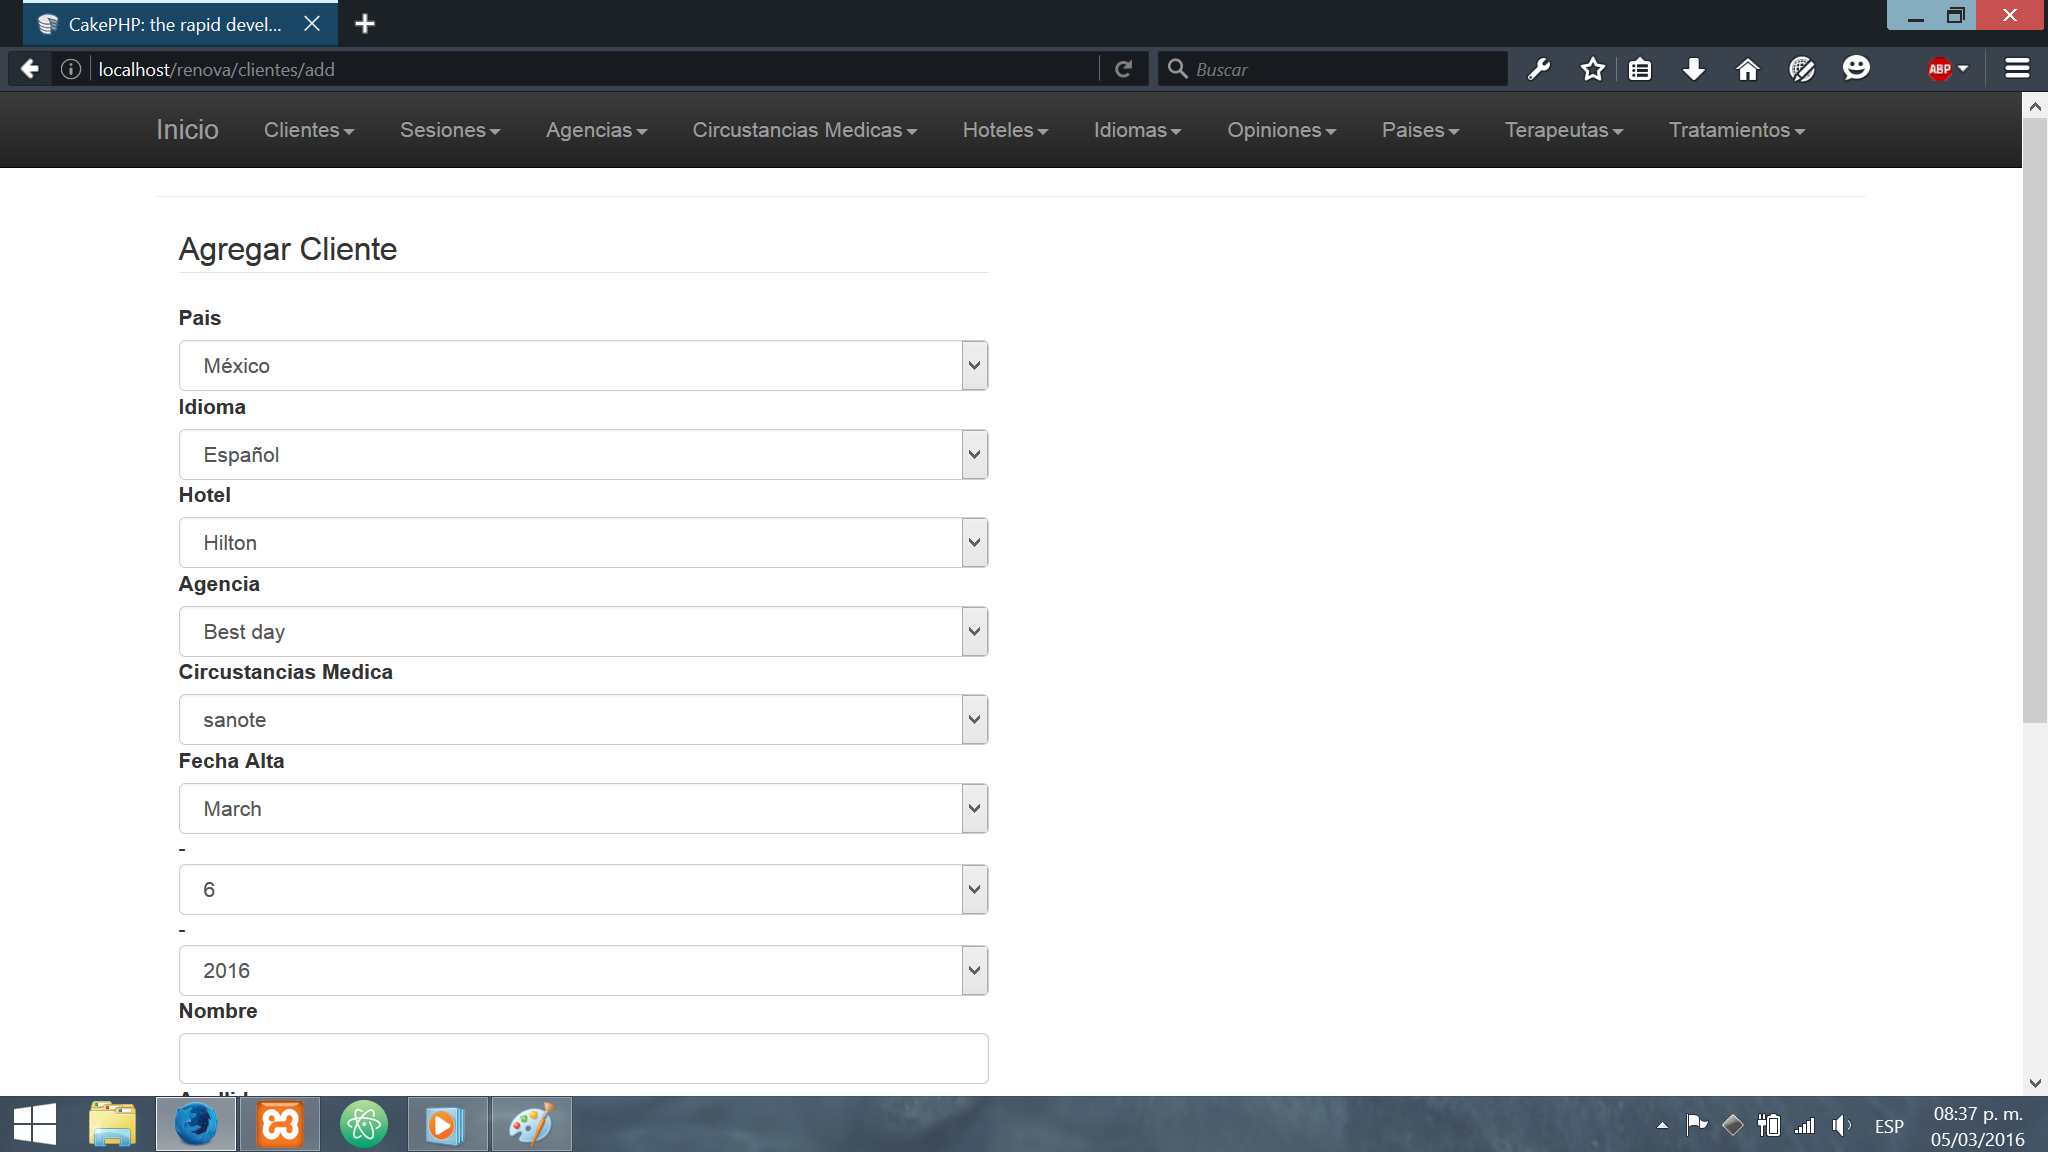 CakePHP: the rapid devel...
localhost/renova/clientes/add
Buscar
ABP
Inicio Clientes Sesiones Agencias Circustancias Medicas Hoteles Idiomas Opiniones Paises Terapeutas Tratamientos
Agregar Cliente
Pais
México
Idioma
Español
Hotel
Hilton
Agencia
Best day
Circustancias Medica
sanote
Fecha Alta
March
-
6
-
2016
Nombre
ESP
08:37 p. m.
05/03/2016